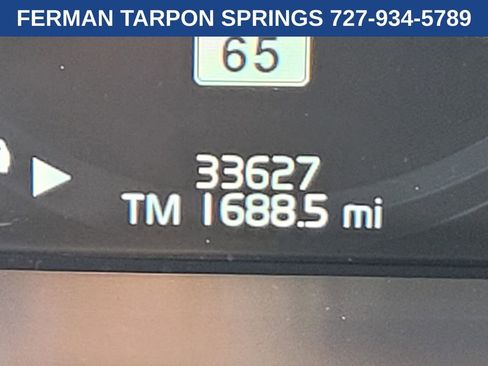 FERMAN TARPON SPRINGS 727-934-5789
65
33627
TM 1688.5 mi